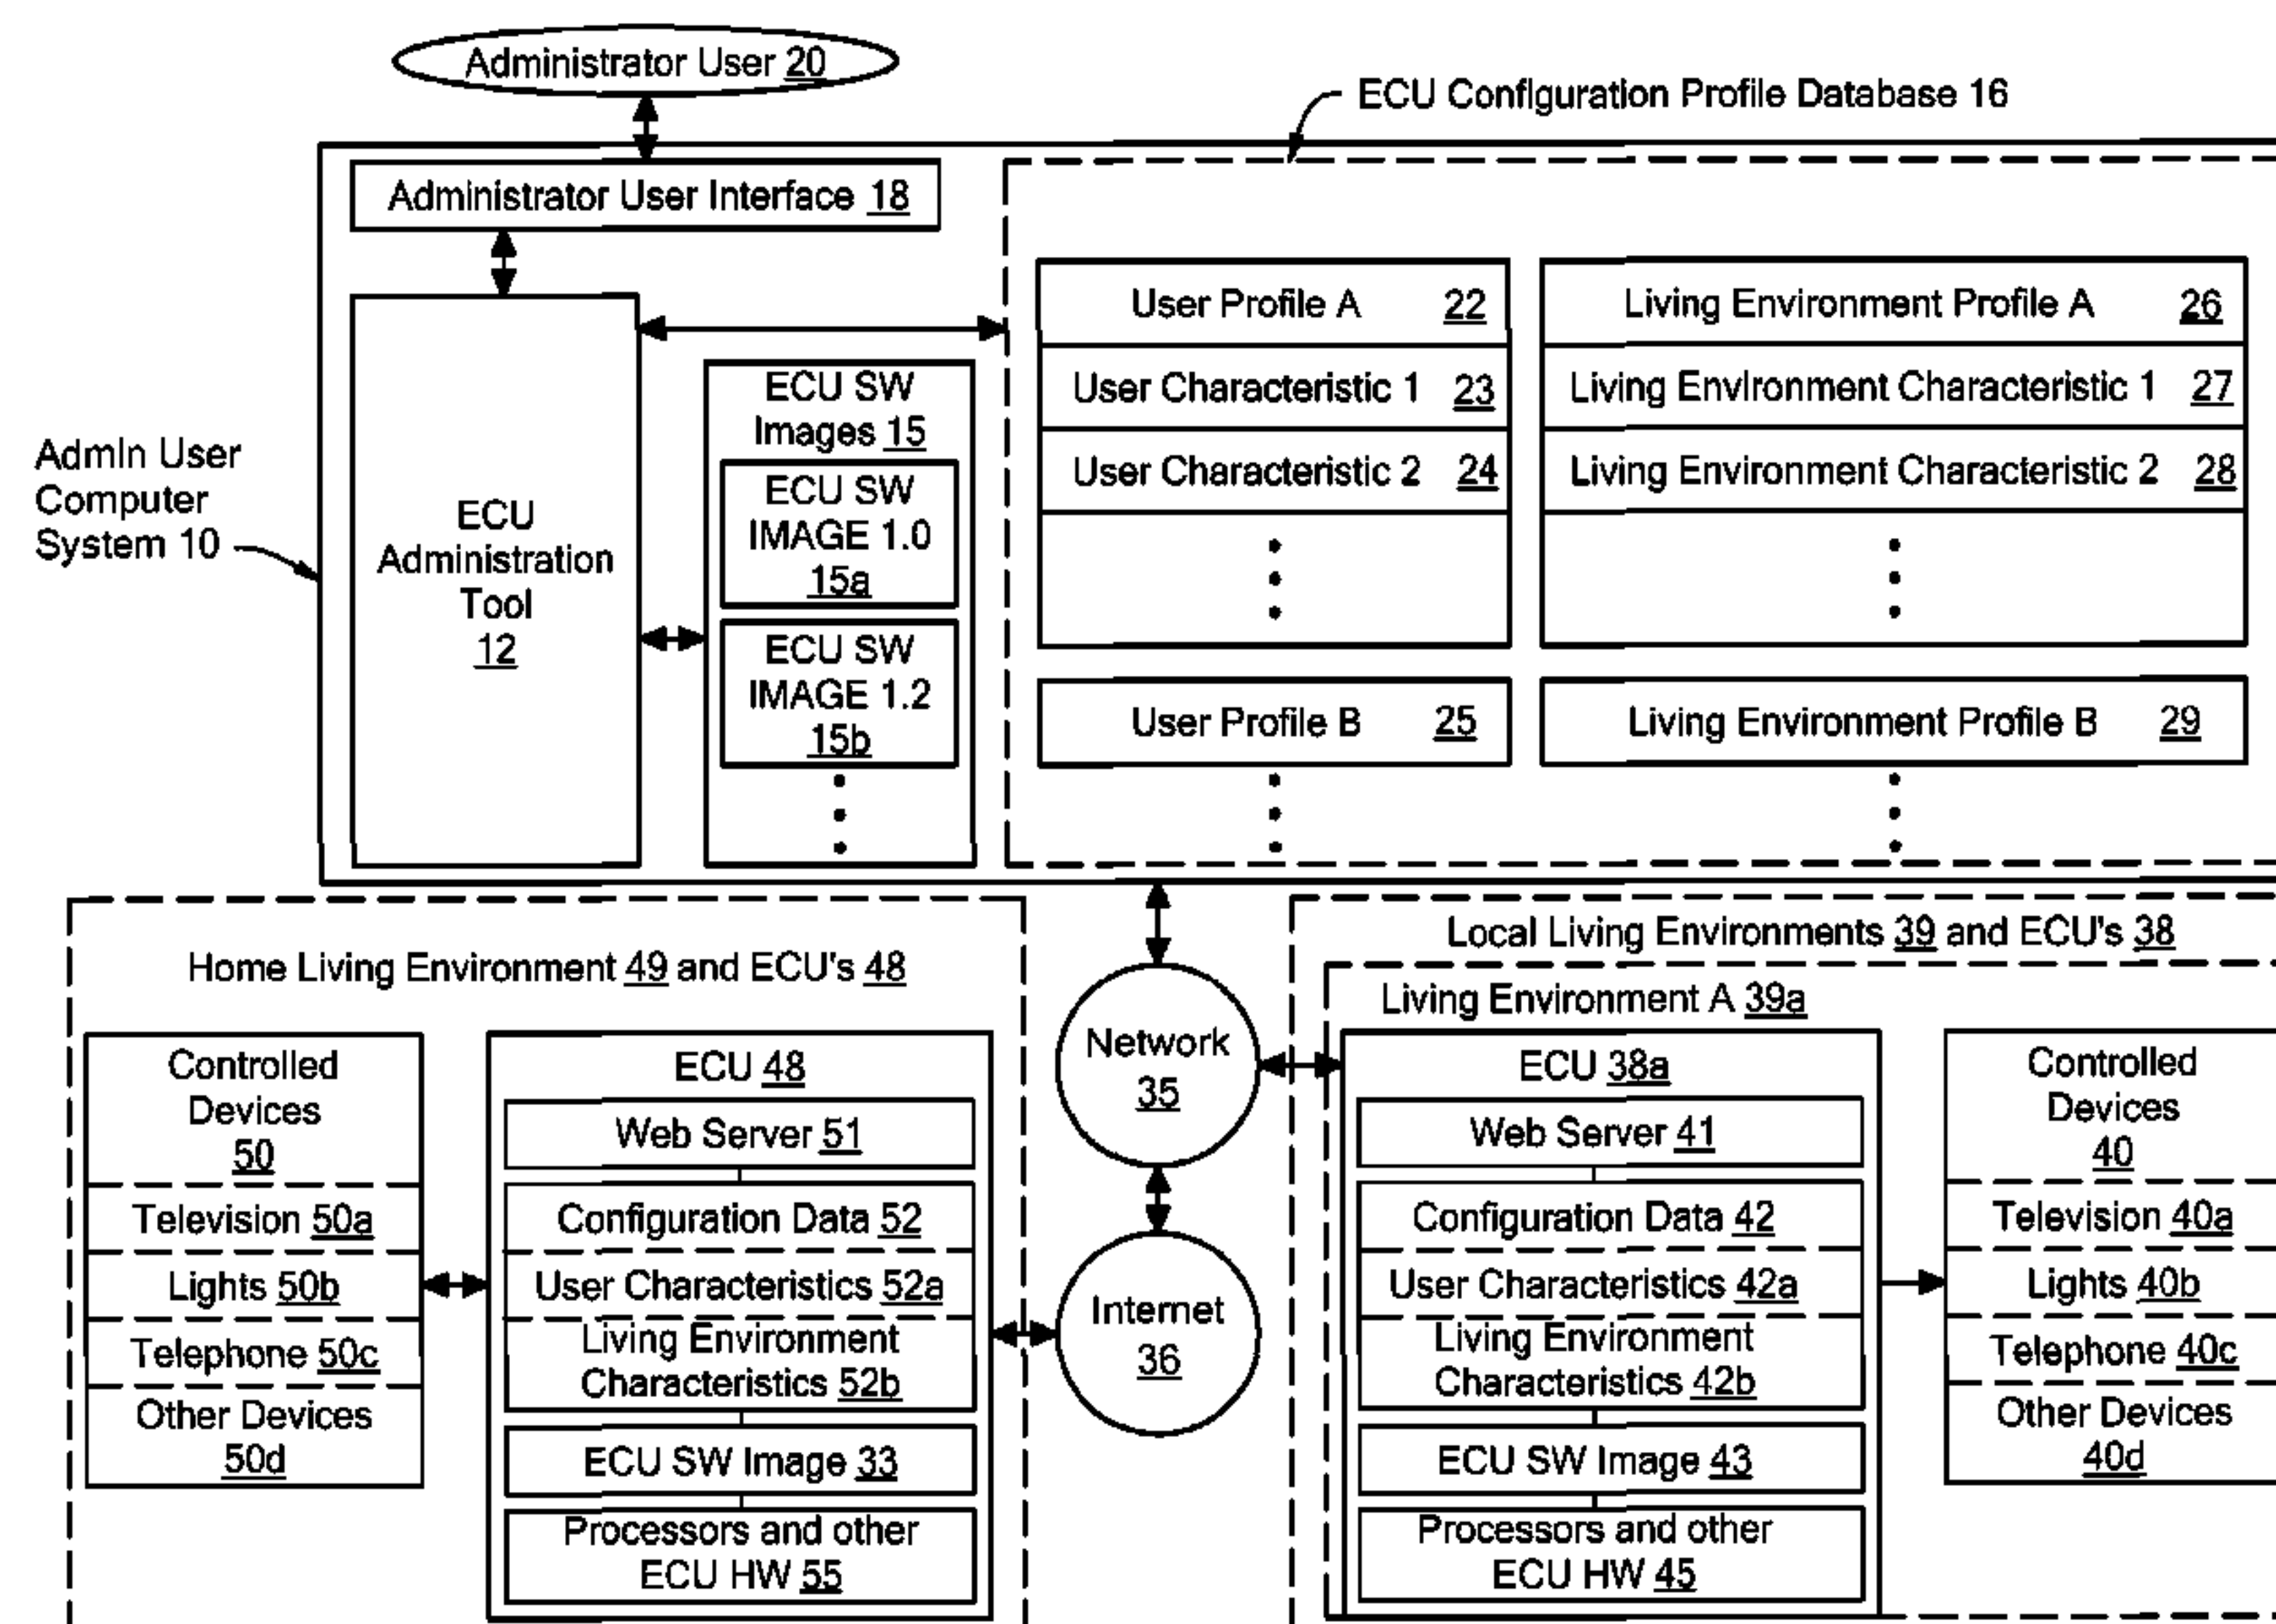 Administrator User 20
ECU Configuration Profile Database 16
Administrator User Interface 18
Admin User
Computer
System 10
ECU
Administration
Tool
12
ECU SW
Images 15
ECU SW
IMAGE 1.0
15a
ECU SW
IMAGE 1.2
15b
User Profile A 22
User Characteristic 1 23
User Characteristic 2 24
User Profile B 25
Living Environment Profile A 26
Living Environment Characteristic 1 27
Living Environment Characteristic 2 28
Living Environment Profile B 29
Home Living Environment 49 and ECU's 48
Controlled
Devices
50
Television 50a
Lights 50b
Telephone 50c
Other Devices
50d
ECU 48
Web Server 51
Configuration Data 52
User Characteristics 52a
Living Environment
Characteristics 52b
ECU SW Image 33
Processors and other
ECU HW 55
Network
35
Internet
36
Local Living Environments 39 and ECU's 38
Living Environment A 39a
ECU 38a
Web Server 41
Configuration Data 42
User Characteristics 42a
Living Environment
Characteristics 42b
ECU SW Image 43
Processors and other
ECU HW 45
Controlled
Devices
40
Television 40a
Lights 40b
Telephone 40c
Other Devices
40d